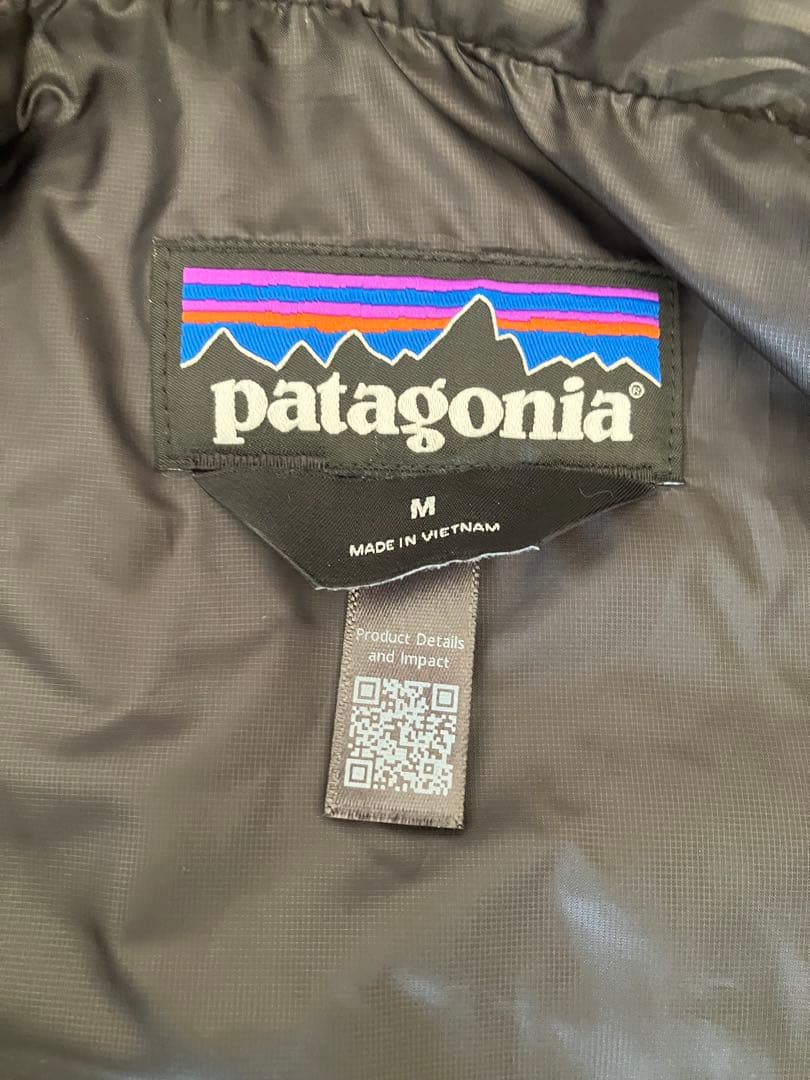 patagonia®
M
MADE IN VIETNAM
Product Details
and Impact